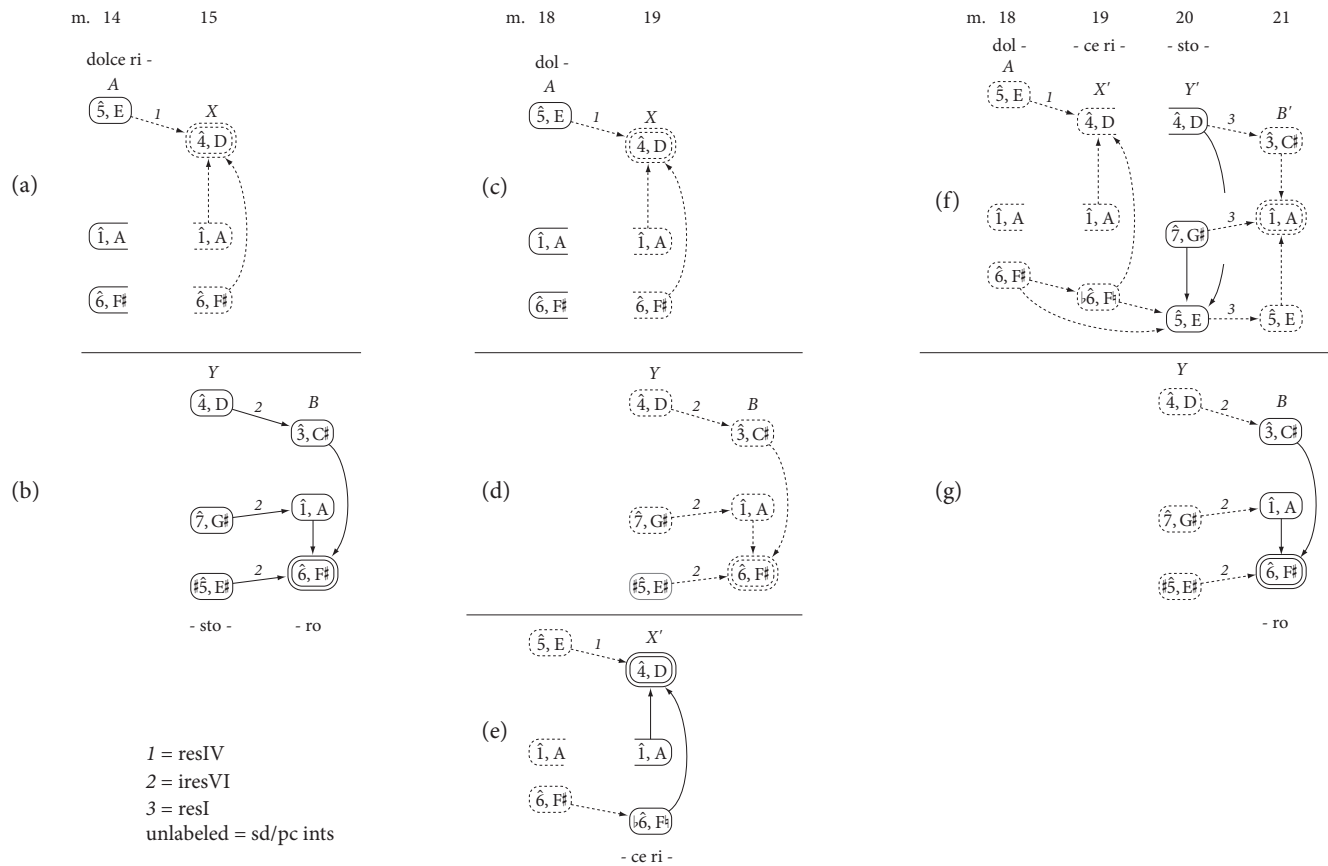 m. 14 15
dolce ri -
A
5̂, E
1
X
4̂, D
(a)
1̂, A
1̂, A
6̂, F♯
6̂, F♯
Y
4̂, D
2
B
3̂, C♯
(b)
7̂, G♯
2
1̂, A
♯5̂, E♯
2
6̂, F♯
- sto -
- ro
1 = resIV
2 = iresVI
3 = resI
unlabeled = sd/pc ints
m. 18 19
dol -
A
5̂, E
1
X
4̂, D
(c)
1̂, A
1̂, A
6̂, F♯
6̂, F♯
Y
4̂, D
2
B
3̂, C♯
(d)
7̂, G♯
2
1̂, A
♯5̂, E♯
2
6̂, F♯
5̂, E
1
X′
4̂, D
(e)
1̂, A
1̂, A
6̂, F♯
♭6̂, F♮
- ce ri -
m. 18 19 20 21
dol -
- ce ri -
- sto -
A
5̂, E
1
X′
4̂, D
Y′
4̂, D
3
B′
3̂, C♯
(f)
1̂, A
1̂, A
7̂, G♯
3
1̂, A
6̂, F♯
♭6̂, F♮
5̂, E
3
5̂, E
Y
4̂, D
2
B
3̂, C♯
(g)
7̂, G♯
2
1̂, A
♯5̂, E♯
2
6̂, F♯
- ro